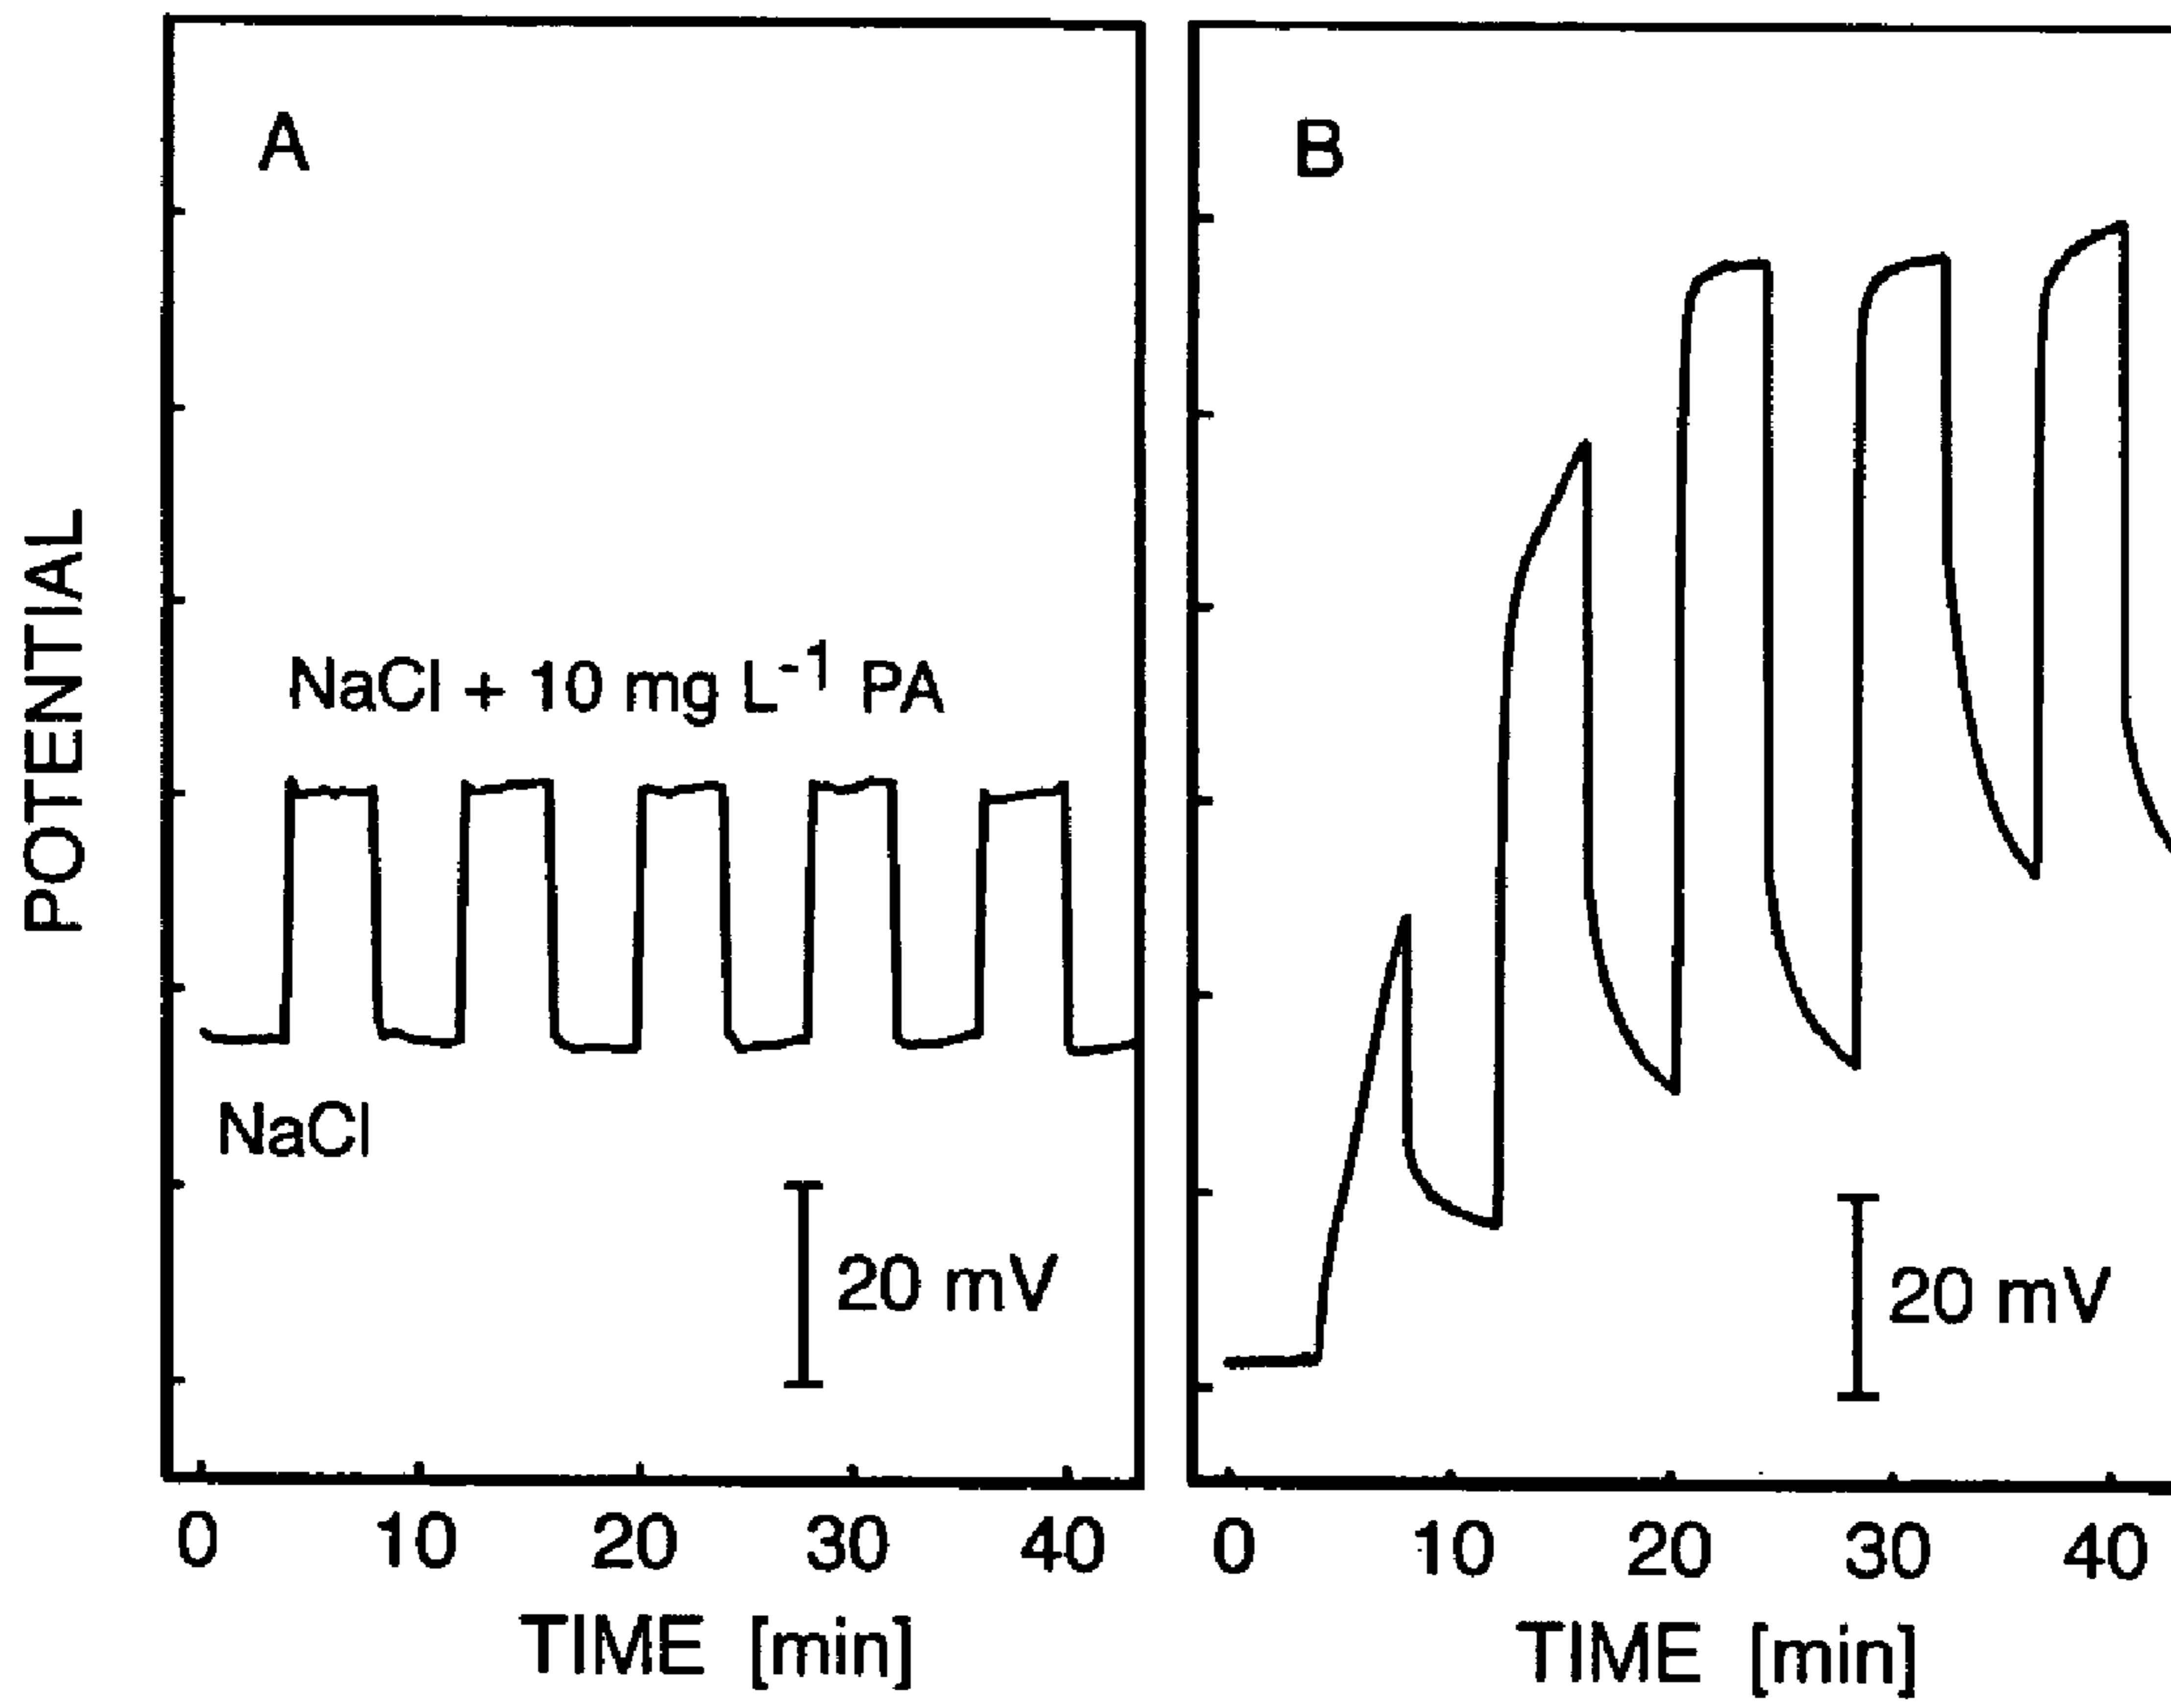 A
B
POTENTIAL
NaCl + 10 mg L⁻¹ PA
NaCl
20 mV
20 mV
0 10 20 30 40
0 10 20 30 40
TIME [min]
TIME [min]